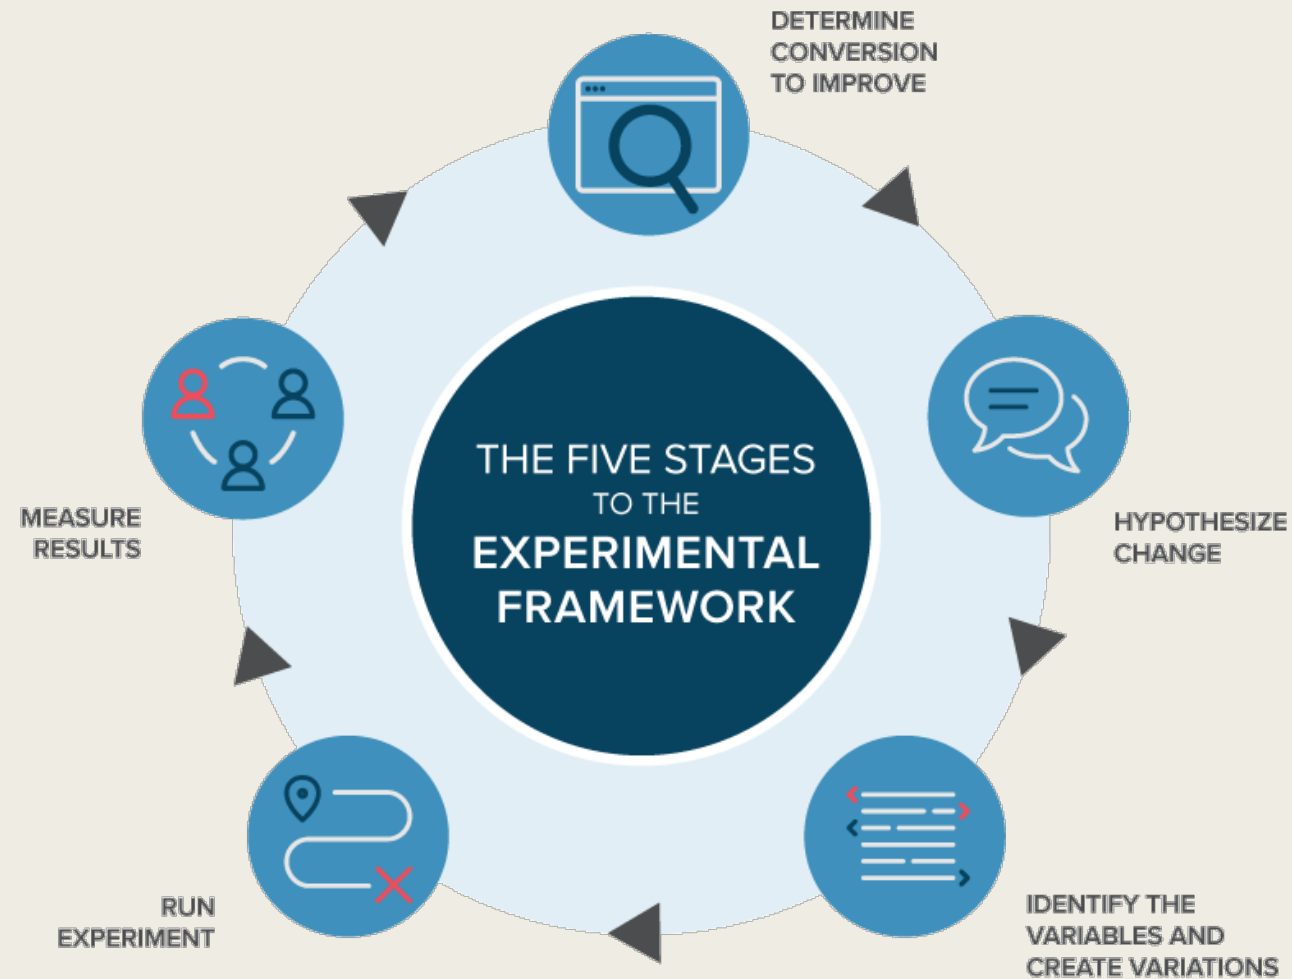 DETERMINE
CONVERSION
TO IMPROVE
THE FIVE STAGES
TO THE
EXPERIMENTAL
FRAMEWORK
HYPOTHESIZE
CHANGE
IDENTIFY THE
VARIABLES AND
CREATE VARIATIONS
RUN
EXPERIMENT
MEASURE
RESULTS